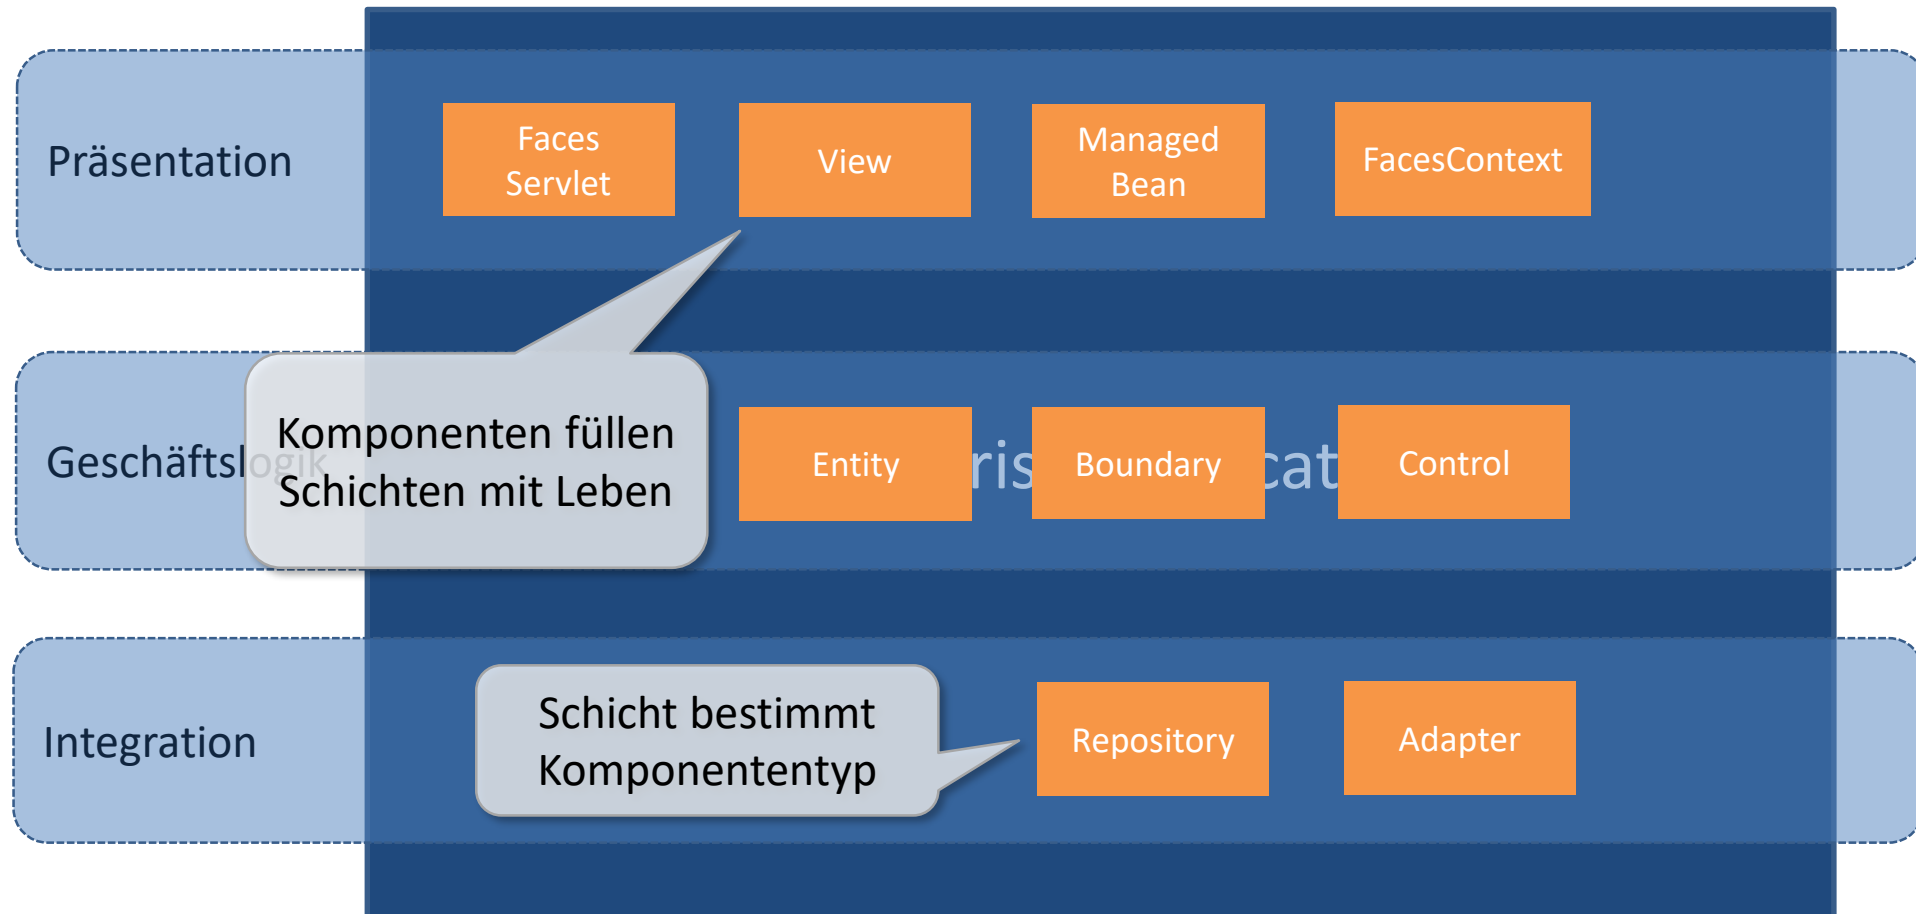 Präsentation
Faces
Servlet
View
Managed
Bean
FacesContext
Komponenten füllen
Schichten mit Leben
Geschäftslogik
Entity
Boundary
Control
Integration
Schicht bestimmt
Komponententyp
Repository
Adapter